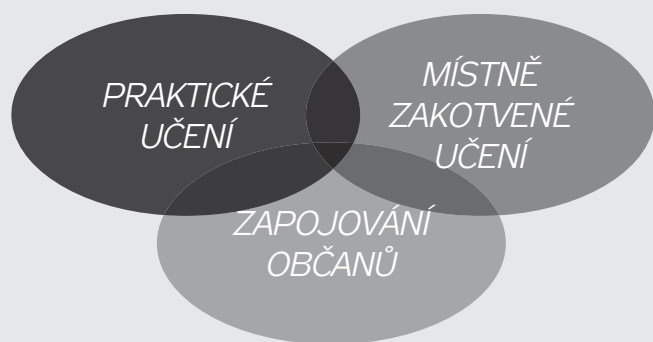 PRAKTICKÉ
UČENÍ
MÍSTNĚ
ZAKOTVENÉ
UČENÍ
ZAPOJOVÁNÍ
OBČANŮ